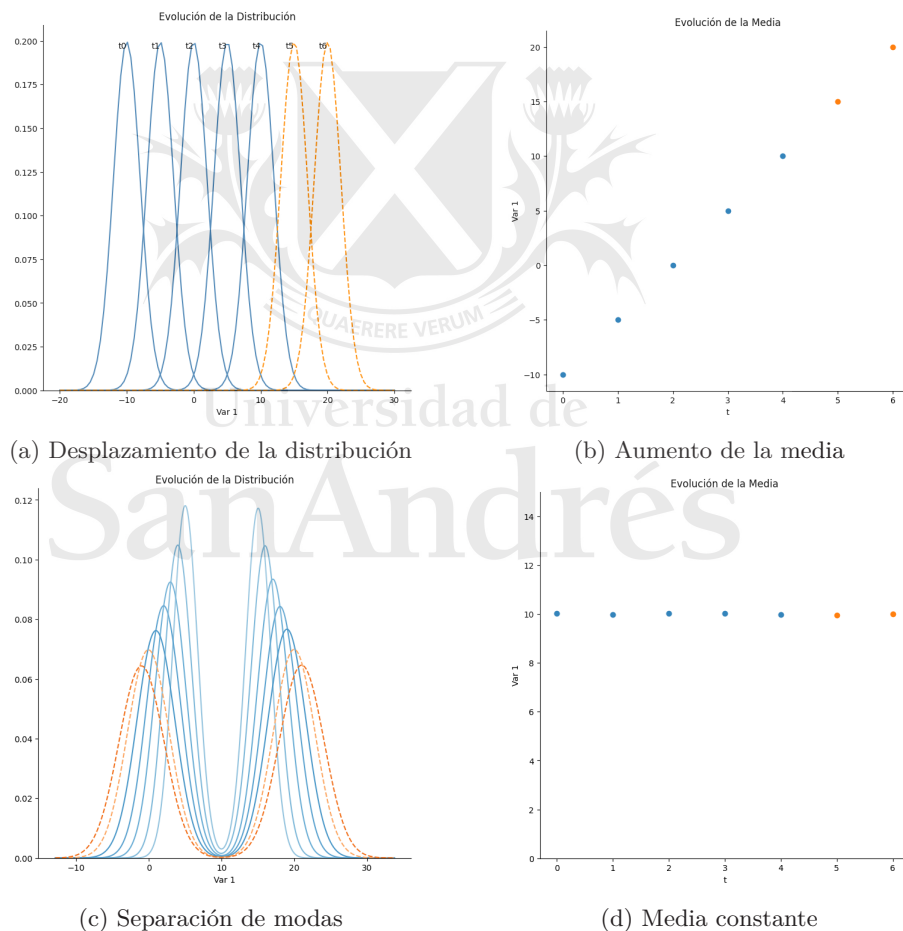 Evolución de la Distribución
t0 t1 t2 t3 t4 t5 t6
0.200
0.175
0.150
0.125
0.100
0.075
0.050
0.025
0.000
−20 −10 0 10 20 30
Var 1
(a) Desplazamiento de la distribución
Evolución de la Media
20
15
10
5
0
−5
−10
Var 1
0 1 2 3 4 5 6
t
(b) Aumento de la media
QUAERERE VERUM
Universidad de
SanAndrés
Evolución de la Distribución
0.12
0.10
0.08
0.06
0.04
0.02
0.00
−10 0 10 20 30
Var 1
(c) Separación de modas
Evolución de la Media
14
12
10
8
6
4
2
0
Var 1
0 1 2 3 4 5 6
t
(d) Media constante